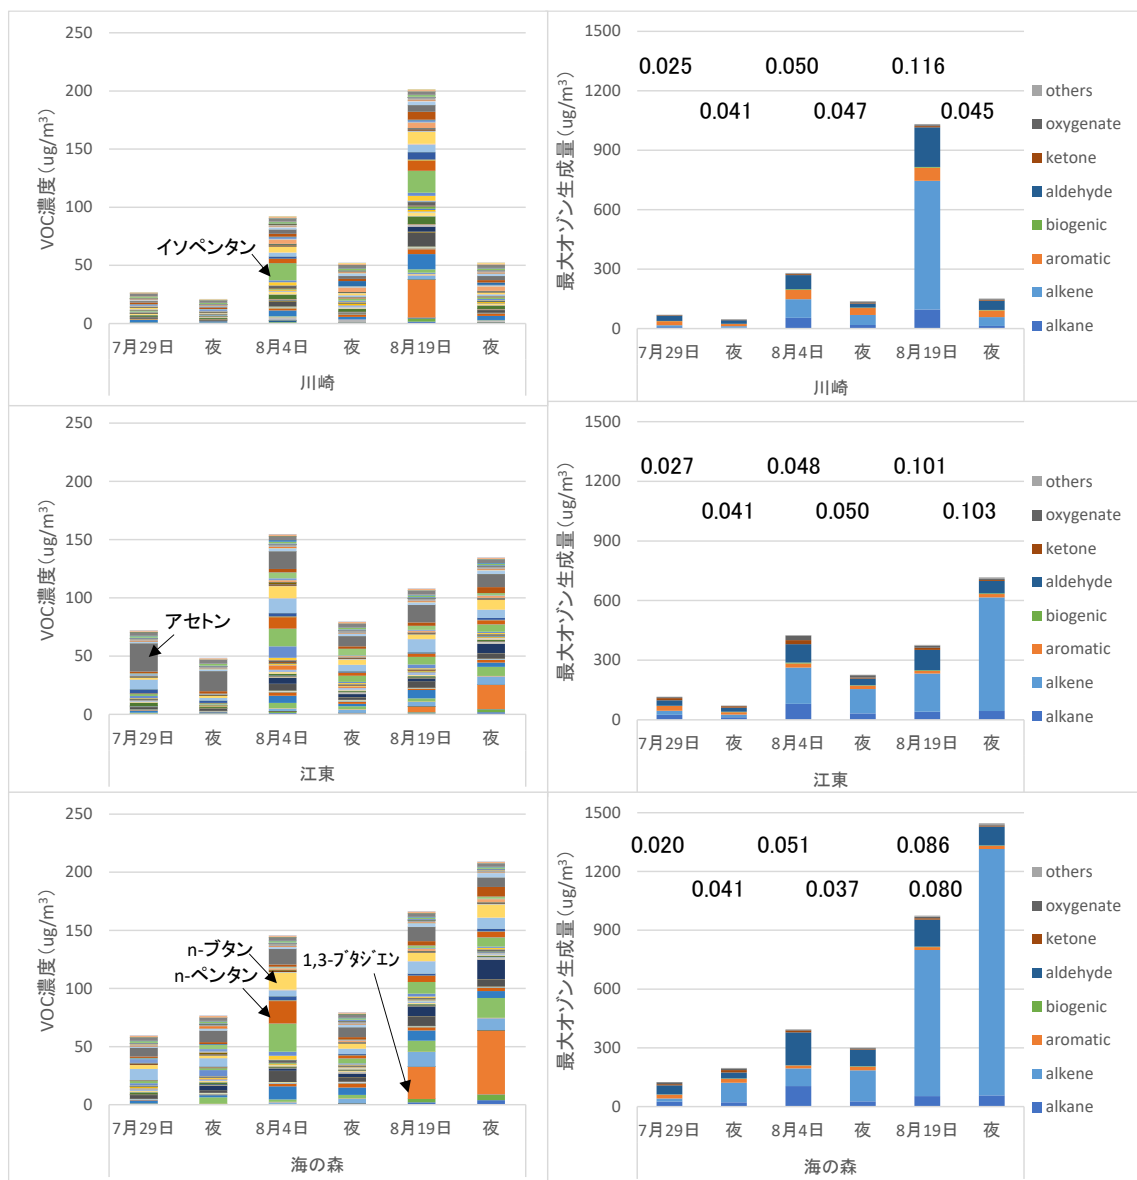 250
200
150
100
50
0
VOC濃度(ug/m³)
イソペンタン
7月29日 夜 8月4日 夜 8月19日 夜
川崎
1500
1200
900
600
300
0
最大オゾン生成量(ug/m³)
0.025 0.050 0.116
0.041 0.047 0.045
7月29日 夜 8月4日 夜 8月19日 夜
川崎
others
oxygenate
ketone
aldehyde
biogenic
aromatic
alkene
alkane
250
200
150
100
50
0
VOC濃度(ug/m³)
アセトン
7月29日 夜 8月4日 夜 8月19日 夜
江東
1500
1200
900
600
300
0
最大オゾン生成量(ug/m³)
0.027 0.048 0.101
0.041 0.050 0.103
7月29日 夜 8月4日 夜 8月19日 夜
江東
others
oxygenate
ketone
aldehyde
biogenic
aromatic
alkene
alkane
250
200
150
100
50
0
VOC濃度(ug/m³)
n-ブタン
n-ペンタン
1,3-ブタジエン
7月29日 夜 8月4日 夜 8月19日 夜
海の森
1500
1200
900
600
300
0
最大オゾン生成量(ug/m³)
0.020 0.051 0.086
0.041 0.037 0.080
7月29日 夜 8月4日 夜 8月19日 夜
海の森
others
oxygenate
ketone
aldehyde
biogenic
aromatic
alkene
alkane